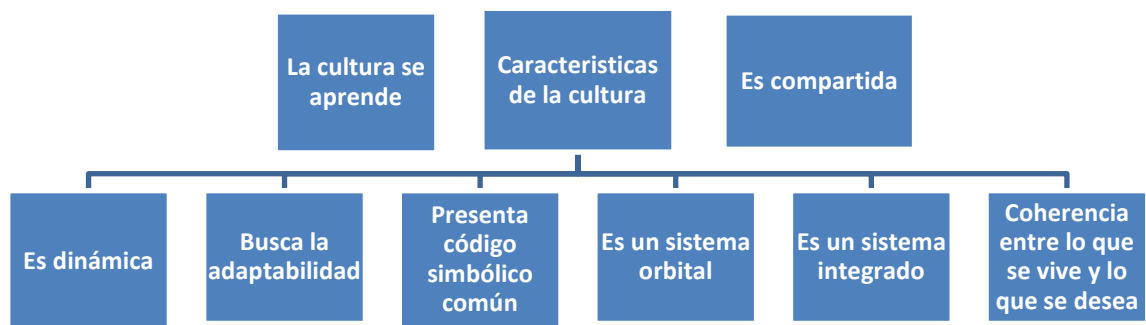 La cultura se
aprende
Caracteristicas
de la cultura
Es compartida
Es dinámica
Busca la
adaptabilidad
Presenta
código
simbólico
común
Es un sistema
orbital
Es un sistema
integrado
Coherencia
entre lo que
se vive y lo
que se desea